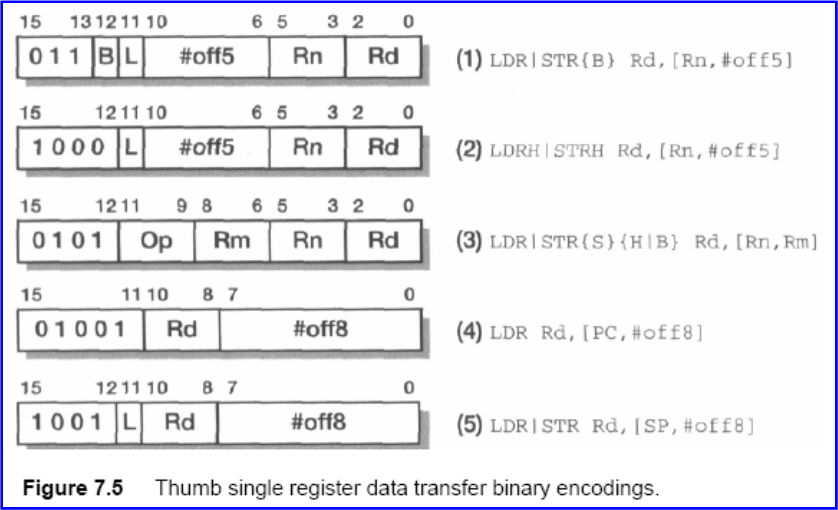 15 13 12 11 10 6 5 3 2 0
0 1 1 B L #off5 Rn Rd (1) LDR|STR{B} Rd,[Rn,#off5]
15 12 11 10 6 5 3 2 0
1 0 0 0 L #off5 Rn Rd (2) LDRH|STRH Rd,[Rn,#off5]
15 12 11 9 8 6 5 3 2 0
0 1 0 1 Op Rm Rn Rd (3) LDR|STR{S}{H|B} Rd,[Rn,Rm]
15 11 10 8 7 0
0 1 0 0 1 Rd #off8 (4) LDR Rd,[PC,#off8]
15 12 11 10 8 7 0
1 0 0 1 L Rd #off8 (5) LDR|STR Rd,[SP,#off8]
Figure 7.5 Thumb single register data transfer binary encodings.